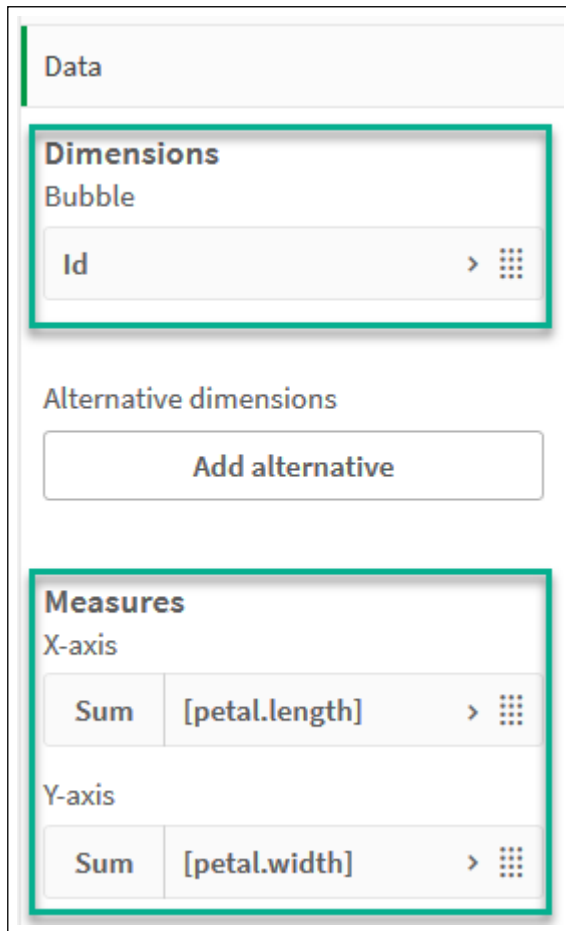 Data
Dimensions
Bubble
Id
Alternative dimensions
Add alternative
Measures
X-axis
Sum [petal.length]
Y-axis
Sum [petal.width]